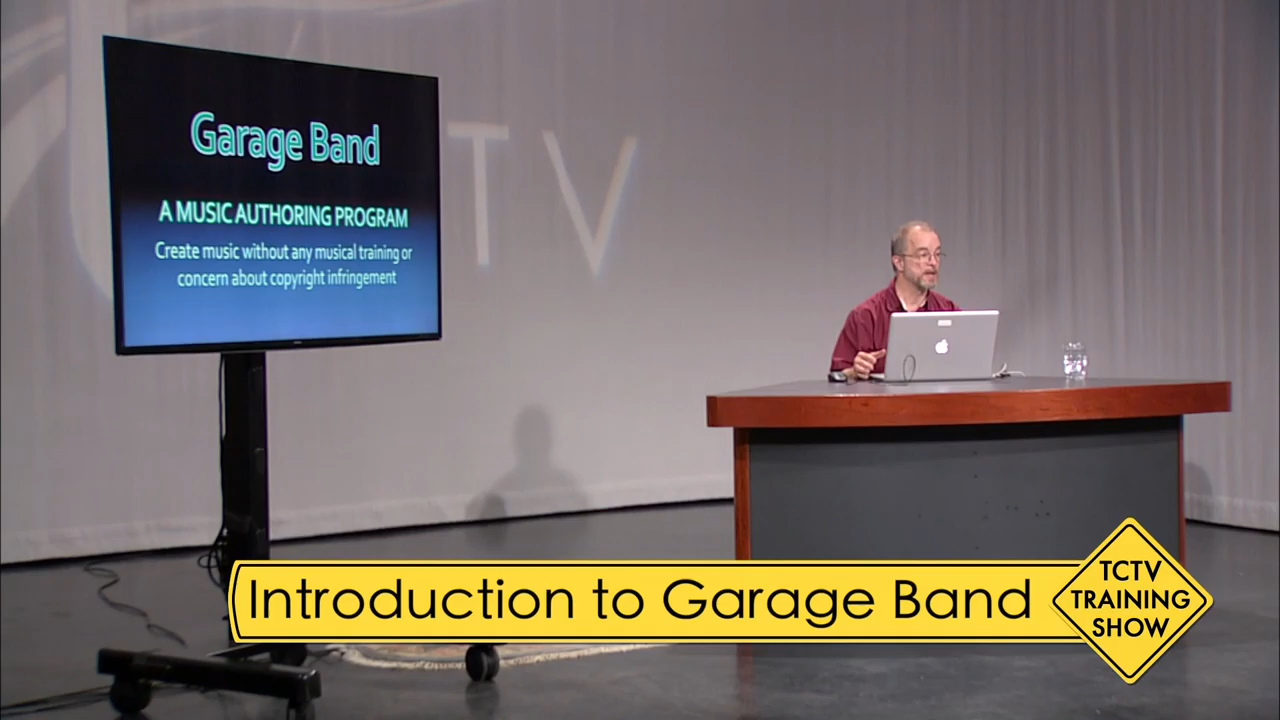 Garage Band
A MUSIC AUTHORING PROGRAM
Create music without any musical training or
concern about copyright infringement
TV
Introduction to Garage Band
TCTV
TRAINING
SHOW